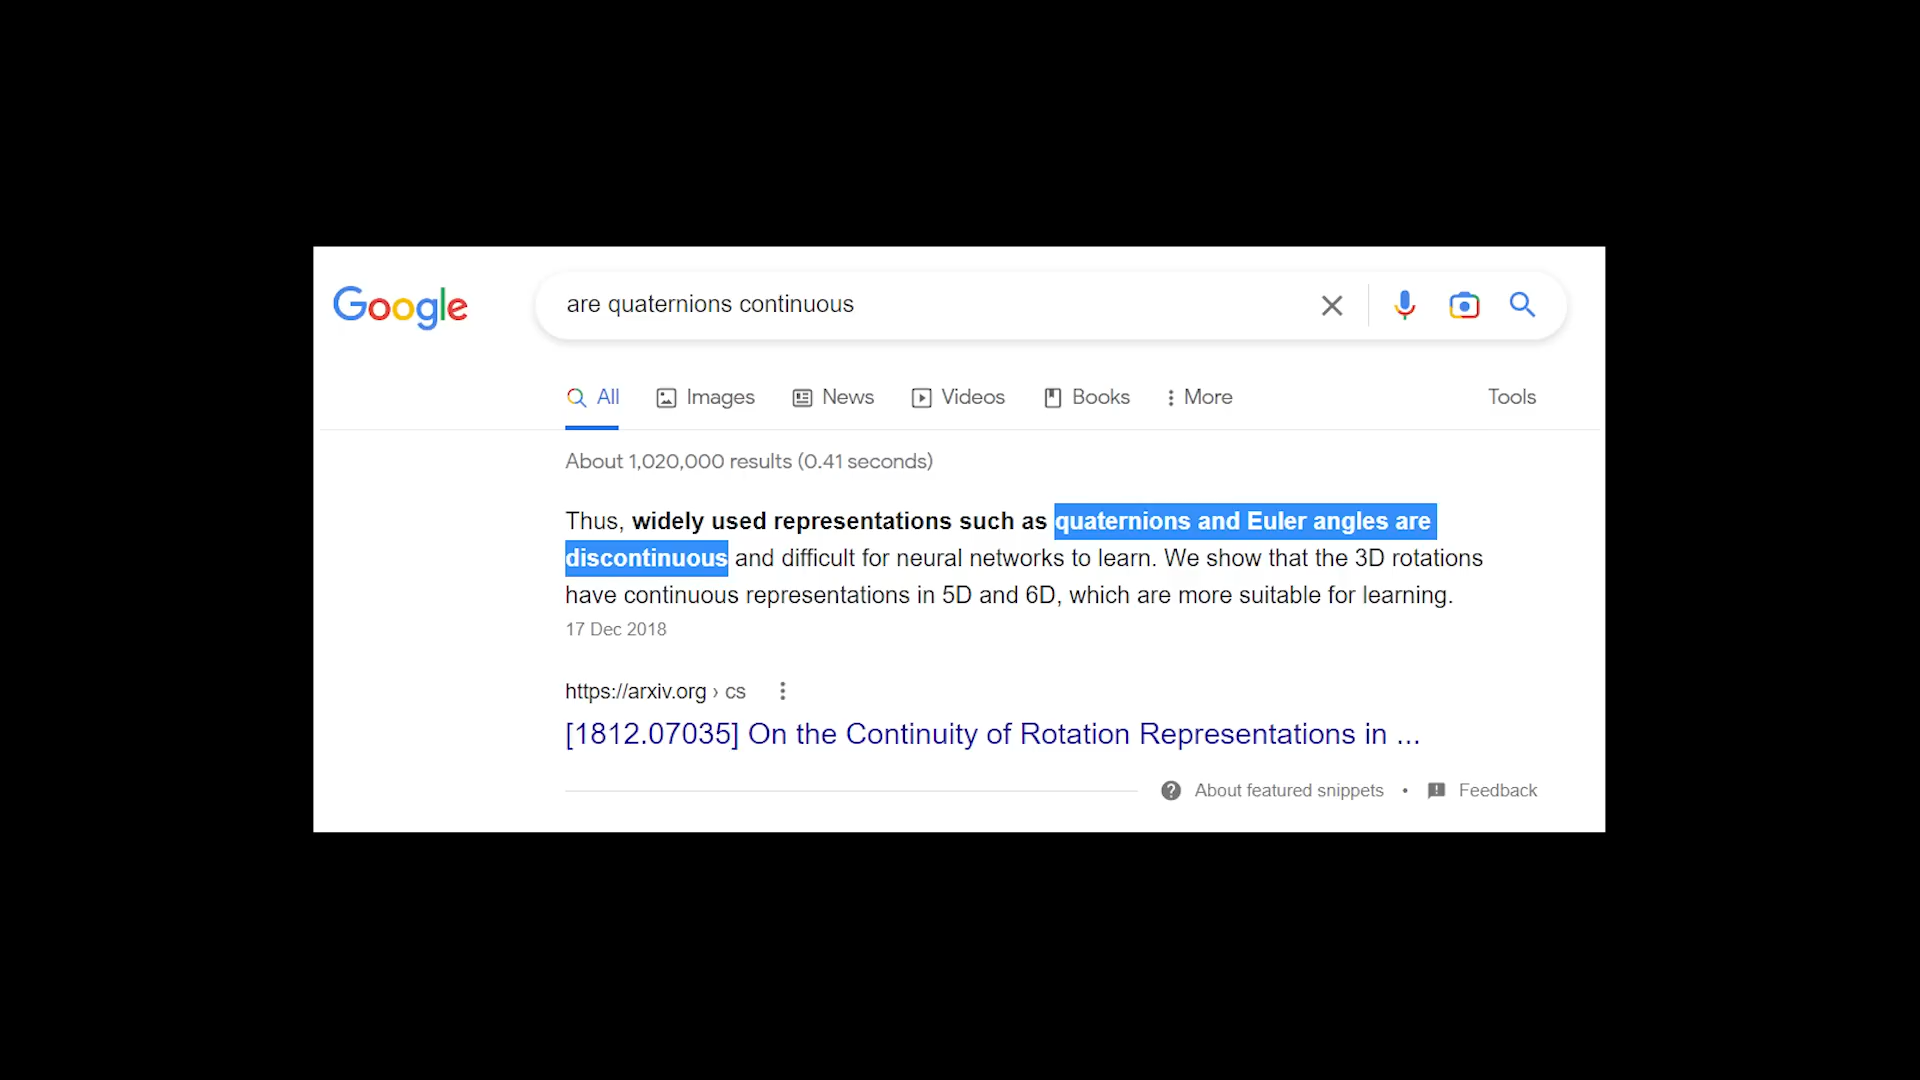 Google
are quaternions continuous
All Images News Videos Books More Tools
About 1,020,000 results (0.41 seconds)
Thus, widely used representations such as quaternions and Euler angles are
discontinuous and difficult for neural networks to learn. We show that the 3D rotations
have continuous representations in 5D and 6D, which are more suitable for learning.
17 Dec 2018
https://arxiv.org › cs
[1812.07035] On the Continuity of Rotation Representations in ...
About featured snippets • Feedback